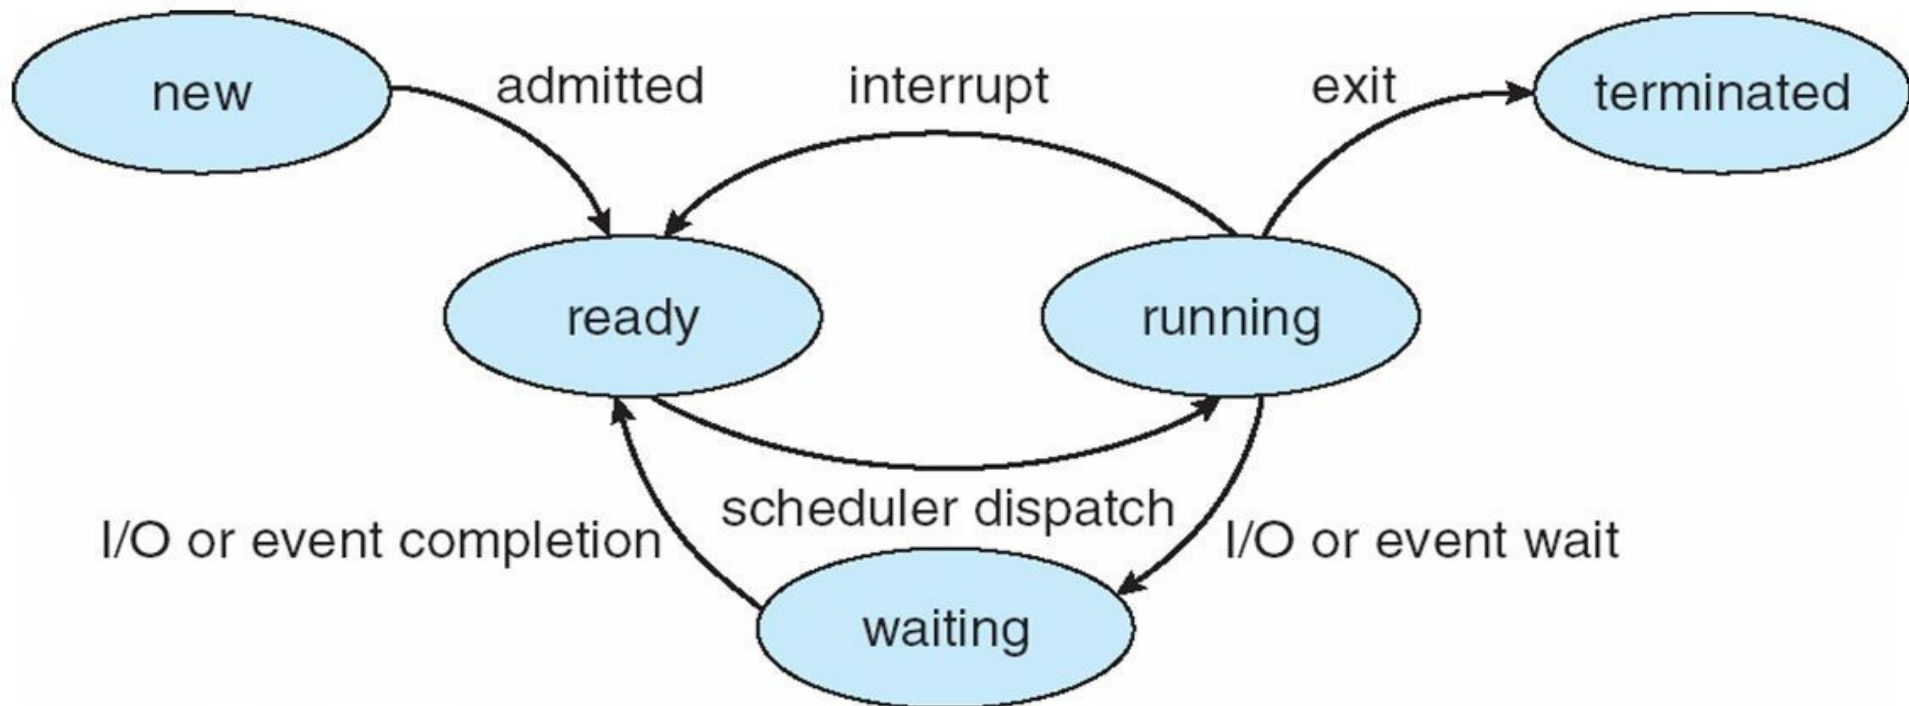 new
admitted
interrupt
exit
terminated
ready
running
scheduler dispatch
I/O or event completion
I/O or event wait
waiting